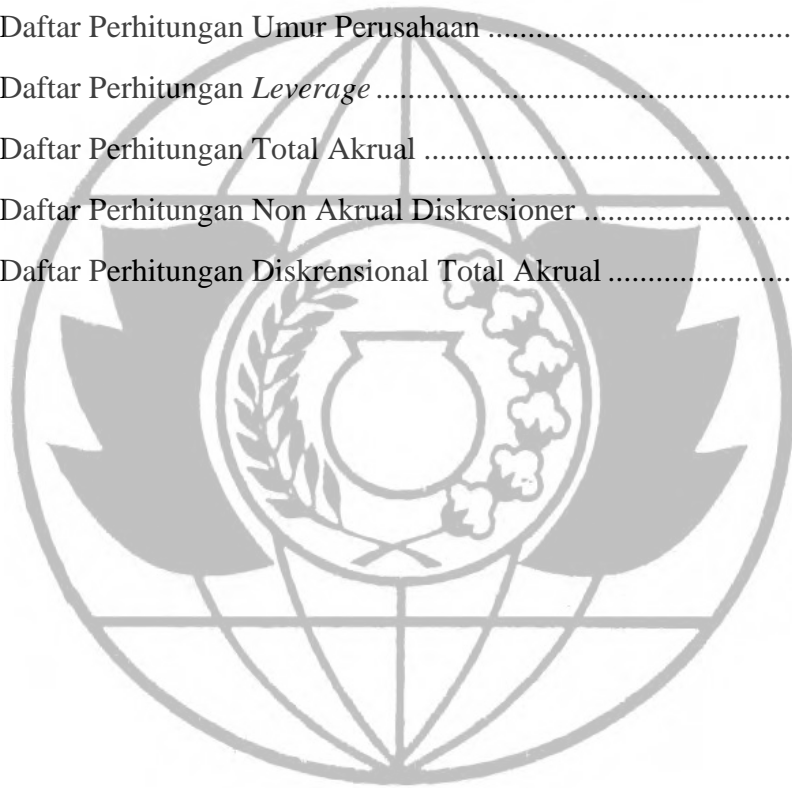 Daftar Perhitungan Umur Perusahaan ......................................
Daftar Perhitungan Leverage ....................................................
Daftar Perhitungan Total Akrual ..............................................
Daftar Perhitungan Non Akrual Diskresioner ..........................
Daftar Perhitungan Diskrensional Total Akrual .......................